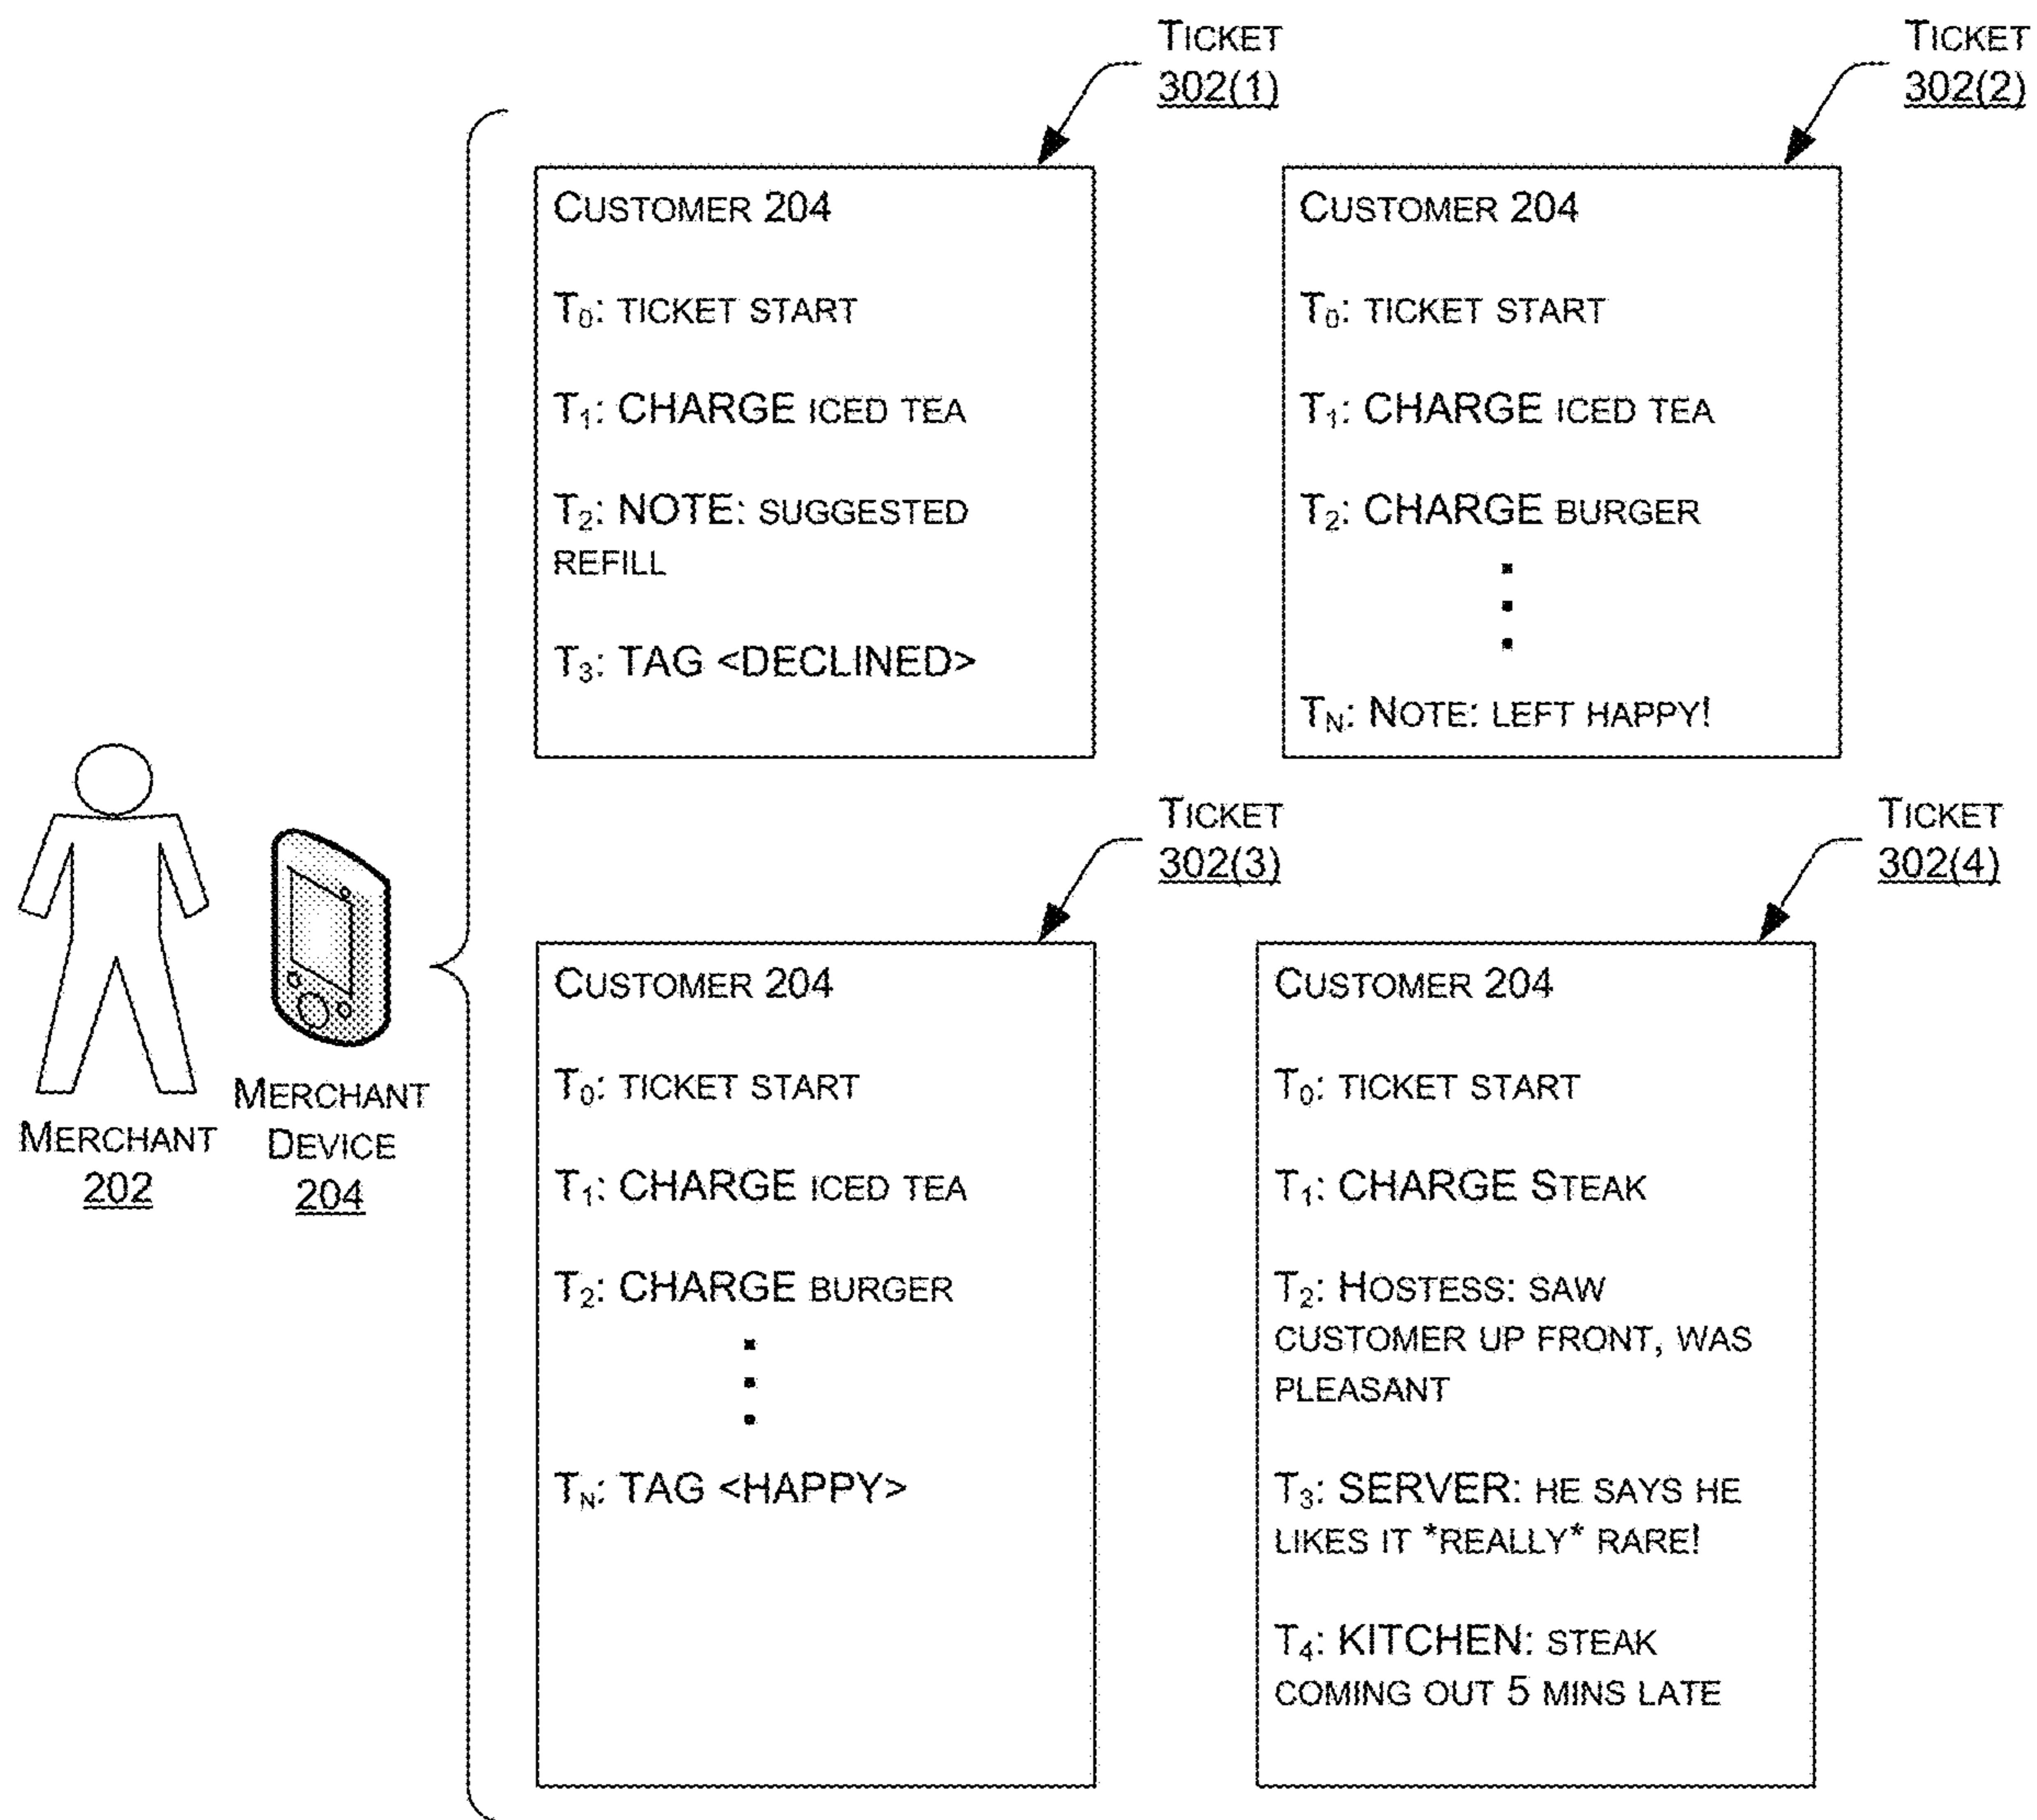 Ticket
302(1)
Customer 204
T0: ticket start
T1: CHARGE iced tea
T2: NOTE: suggested
refill
T3: TAG <DECLINED>
Ticket
302(2)
Customer 204
T0: ticket start
T1: CHARGE iced tea
T2: CHARGE burger
TN: Note: left happy!
Merchant
202
Merchant
Device
204
Ticket
302(3)
Customer 204
T0: ticket start
T1: CHARGE iced tea
T2: CHARGE burger
TN: TAG <HAPPY>
Ticket
302(4)
Customer 204
T0: ticket start
T1: CHARGE Steak
T2: Hostess: saw
customer up front, was
pleasant
T3: SERVER: he says he
likes it *really* rare!
T4: KITCHEN: steak
coming out 5 mins late